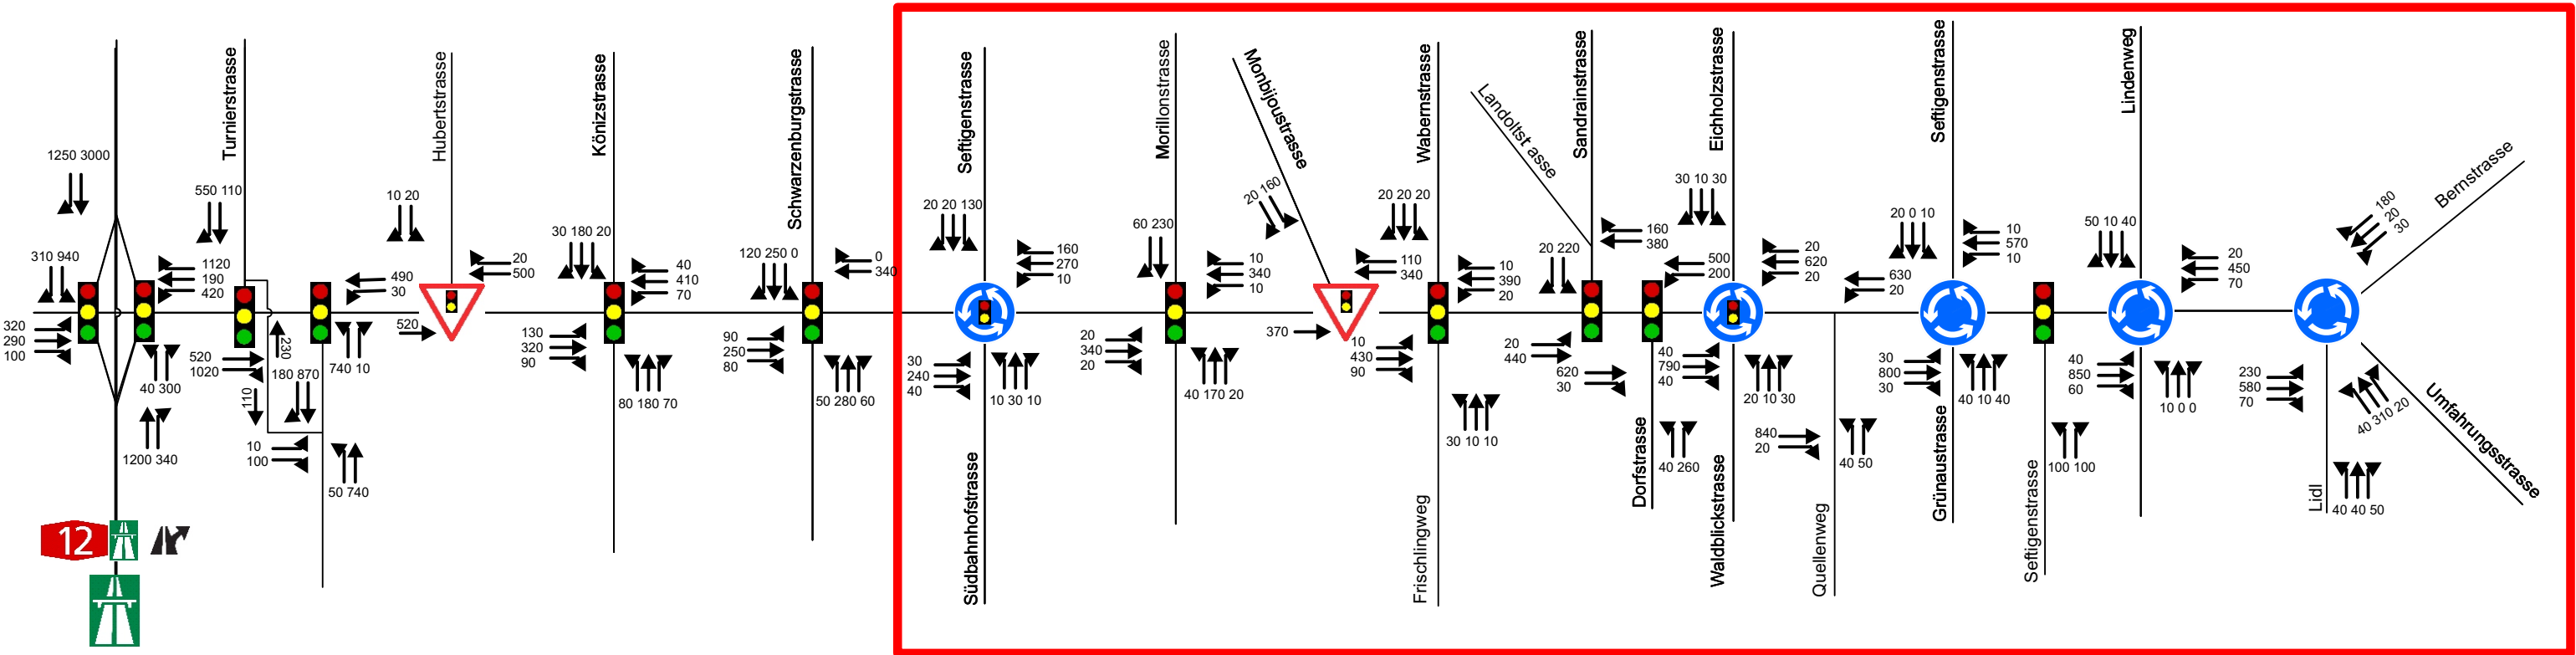 1250 3000
310 940
320
290
100
1120
190
420
40 300
1200 340
12
Turnierstrasse
550 110
520
1020
230
110
180 870
10
100
50 740
740 10
490
30
Hubertstrasse
10 20
20
500
520
Könizstrasse
30 180 20
40
410
70
130
320
90
80 180 70
Schwarzenburgstrasse
120 250 0
0
340
90
250
80
50 280 60
Seftigenstrasse
20 20 130
160
270
10
30
240
40
10 30 10
Südbahnhofstrasse
Morillonstrasse
60 230
10
340
10
20
340
20
40 170 20
Monbijoustrasse
20 160
110
340
370
Wabernstrasse
20 20 20
10
390
20
10
430
90
30 10 10
Frischlingweg
Landoltst asse
Sandrainstrasse
20 220
160
380
20
440
620
30
500
200
Dorfstrasse
40 260
Eichholzstrasse
30 10 30
20
620
20
40
790
40
20 10 30
Waldblickstrasse
630
20
840
20
40 50
Quellenweg
Seftigenstrasse
20 0 10
10
570
10
30
800
30
40 10 40
Grünaustrasse
100 100
Seftigenstrasse
Lindenweg
50 10 40
20
450
70
40
850
60
10 0 0
Bernstrasse
180
20
30
230
580
70
40 310 20
Umfahrungsstrasse
Lidl
40 40 50